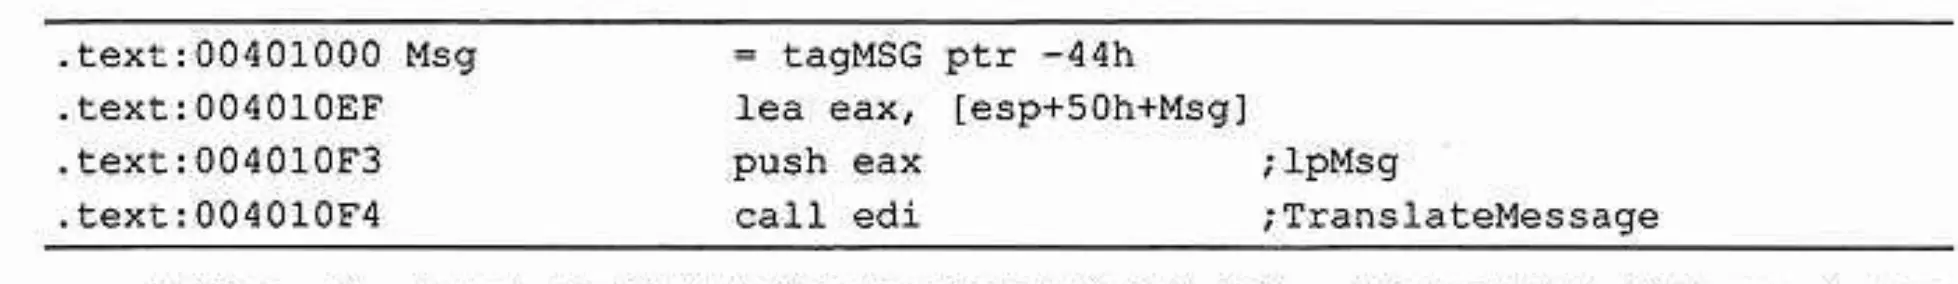 .text:00401000 Msg = tagMSG ptr -44h
.text:004010EF lea eax, [esp+50h+Msg]
.text:004010F3 push eax ;lpMsg
.text:004010F4 call edi ;TranslateMessage